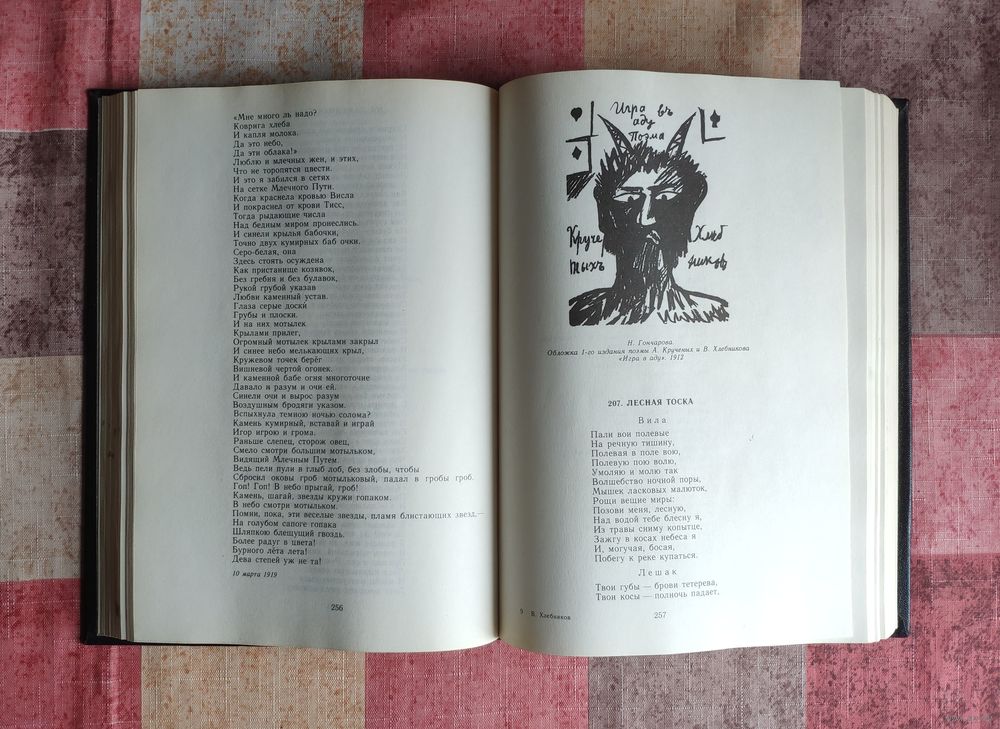 «Мне много ль надо?
Коврига хлеба
И капля молока.
Да это небо,
Да эти облака!»
Люблю и млечных жен, и этих,
Что не торопятся цвести.
И это я забился в сетях
На сетке Млечного Пути.
Когда краснела кровью Висла
И покраснел от крови Тисс,
Тогда рыдающие числа
Над бедным миром пронеслись.
И синели крылья бабочки,
Точно двух кумирных баб очки.
Серо-белая, она
Здесь стоять осуждена
Как пристанище козявок,
Без гребня и без булавок,
Рукой грубой указав
Любви каменный устав.
Глаза серые доски
Грубы и плоски.
И на них мотылек
Крылами прилег,
Огромный мотылек крылами закрыл
И синее небо мелькающих крыл,
Кружевом точек берёг
Вишневой чертой огонек.
И каменной бабе огня многоточие
Давало и разум и очи ей.
Синели очи и вырос разум
Воздушным бродяги указом.
Вспыхнула темною ночью солома?
Камень кумирный, вставай и играй
Игор игрою и грома.
Раньше слепец, сторож овец,
Смело смотри большим мотыльком,
Видящий Млечным Путем.
Ведь пели пули в глыб лоб, без злобы, чтобы
Сбросил оковы гроб мотыльковый, падал в гробы гроб.
Гоп! Гоп! В небо прыгай, гроб!
Камень, шагай, звезды кружи гопаком.
В небо смотри мотыльком.
Помни, пока, эти веселые звезды, пламя блистающих звезд,—
На голубом сапоге гопака
Шляпкою блещущий гвоздь.
Более радуг в цвета!
Бурного лёта лета!
Дева степей уж не та!
10 марта 1919
256
Игра въ
аду
Поэма
Круче Хлеб
ныхъ никовъ
Н. Гончарова.
Обложка 1-го издания поэмы А. Крученых и В. Хлебникова
«Игра в аду». 1912
207. ЛЕСНАЯ ТОСКА
Вила
Пали вои полевые
На речную тишину,
Полевая в поле вою,
Полевую пою волю,
Умоляю и молю так
Волшебство ночной поры,
Мышек ласковых малюток,
Рощи вещие миры:
Позови меня, лесную,
Над водой тебе блесну я,
Из травы сниму копытце,
Зажгу в косах небеса я
И, могучая, босая,
Побегу к реке купаться.
Лешак
Твои губы — брови тетерева,
Твои косы — полночь падает,
9 В. Хлебников
257